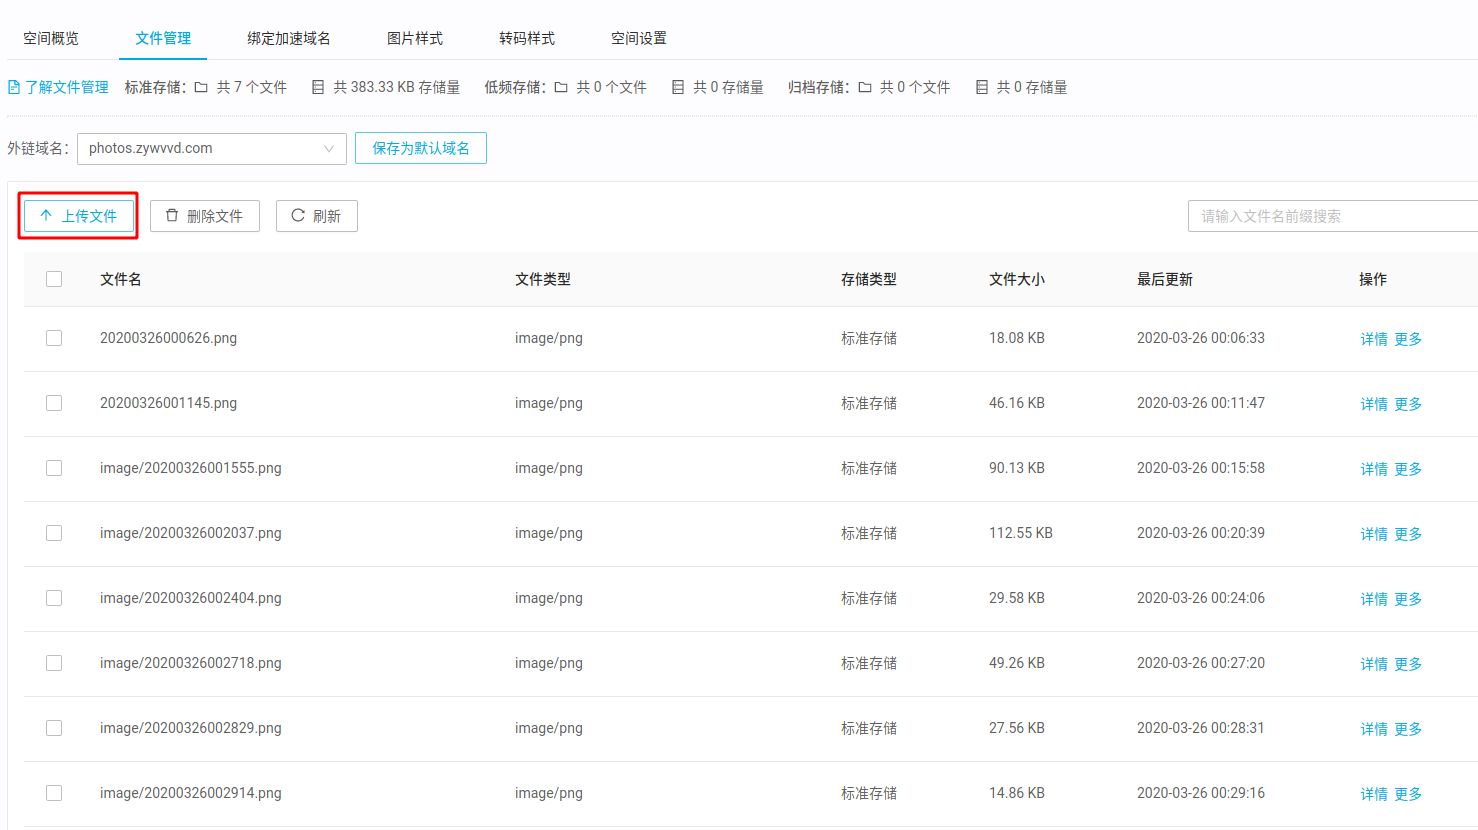 空间概览 文件管理 绑定加速域名 图片样式 转码样式 空间设置
了解文件管理 标准存储： 共 7 个文件 共 383.33 KB 存储量 低频存储： 共 0 个文件 共 0 存储量 归档存储： 共 0 个文件 共 0 存储量
外链域名： photos.zywvvd.com 保存为默认域名
上传文件 删除文件 刷新 请输入文件名前缀搜索
文件名 文件类型 存储类型 文件大小 最后更新 操作
20200326000626.png image/png 标准存储 18.08 KB 2020-03-26 00:06:33 详情 更多
20200326001145.png image/png 标准存储 46.16 KB 2020-03-26 00:11:47 详情 更多
image/20200326001555.png image/png 标准存储 90.13 KB 2020-03-26 00:15:58 详情 更多
image/20200326002037.png image/png 标准存储 112.55 KB 2020-03-26 00:20:39 详情 更多
image/20200326002404.png image/png 标准存储 29.58 KB 2020-03-26 00:24:06 详情 更多
image/20200326002718.png image/png 标准存储 49.26 KB 2020-03-26 00:27:20 详情 更多
image/20200326002829.png image/png 标准存储 27.56 KB 2020-03-26 00:28:31 详情 更多
image/20200326002914.png image/png 标准存储 14.86 KB 2020-03-26 00:29:16 详情 更多